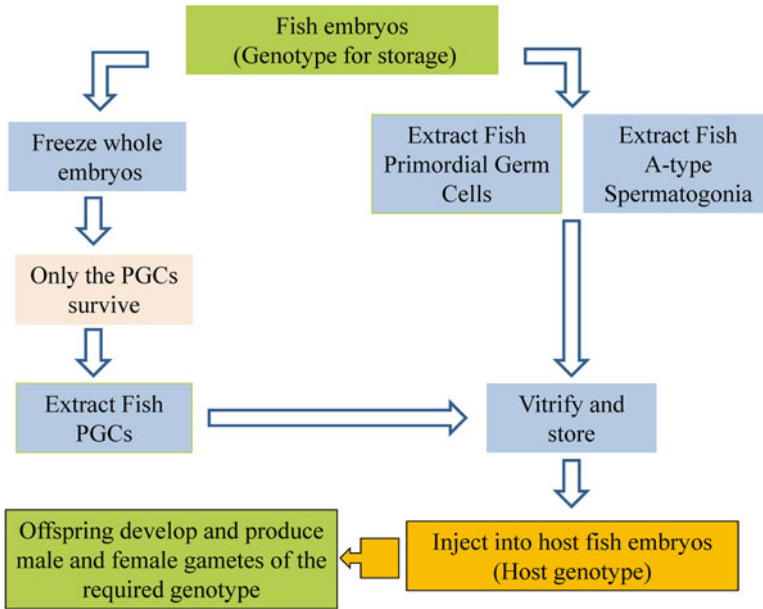 Fish embryos
(Genotype for storage)
Freeze whole
embryos
Extract Fish
Primordial Germ
Cells
Extract Fish
A-type
Spermatogonia
Only the PGCs
survive
Extract Fish
PGCs
Vitrify and
store
Offspring develop and produce
male and female gametes of the
required genotype
Inject into host fish embryos
(Host genotype)